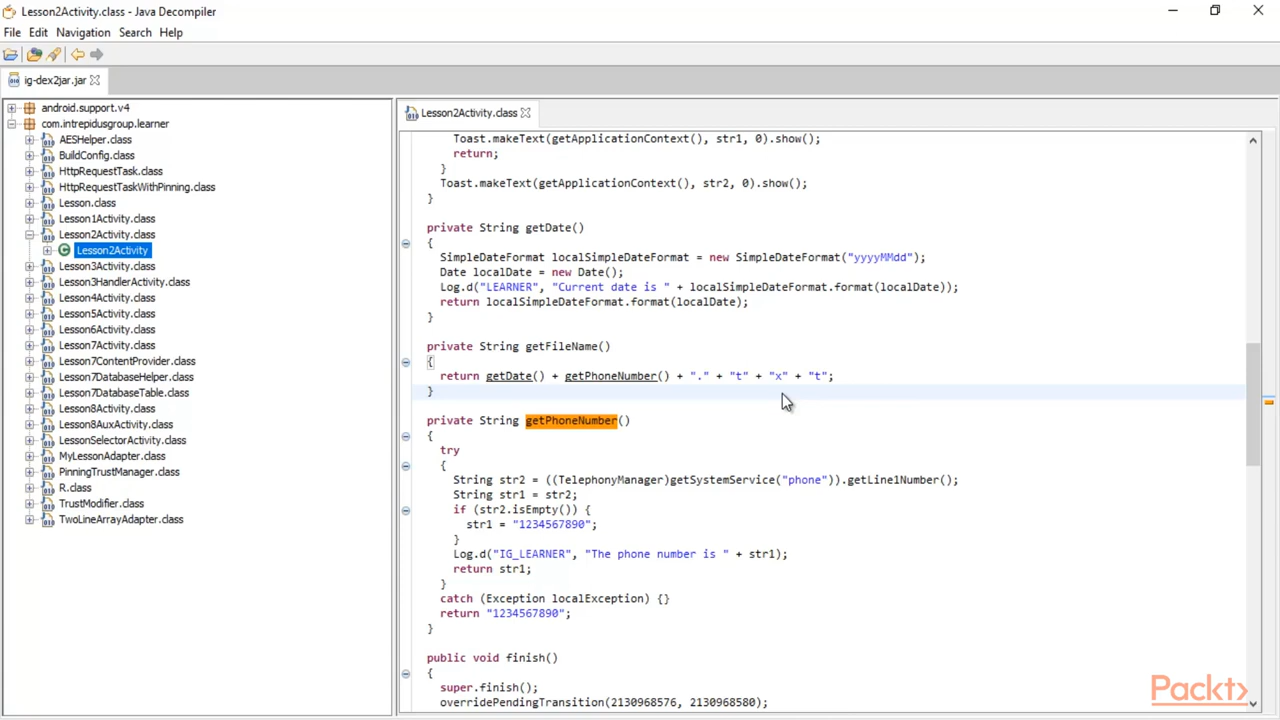 Lesson2Activity.class - Java Decompiler
File Edit Navigation Search Help
ig-dex2jar.jar
android.support.v4
com.intrepidusgroup.learner
AESHelper.class
BuildConfig.class
HttpRequestTask.class
HttpRequestTaskWithPinning.class
Lesson.class
Lesson1Activity.class
Lesson2Activity.class
Lesson2Activity
Lesson3Activity.class
Lesson3HandlerActivity.class
Lesson4Activity.class
Lesson5Activity.class
Lesson6Activity.class
Lesson7Activity.class
Lesson7ContentProvider.class
Lesson7DatabaseHelper.class
Lesson7DatabaseTable.class
Lesson8Activity.class
Lesson8AuxActivity.class
LessonSelectorActivity.class
MyLessonAdapter.class
PinningTrustManager.class
R.class
TrustModifier.class
TwoLineArrayAdapter.class
Lesson2Activity.class
Toast.makeText(getApplicationContext(), str1, 0).show();
return;
}
Toast.makeText(getApplicationContext(), str2, 0).show();
}
private String getDate()
{
SimpleDateFormat localSimpleDateFormat = new SimpleDateFormat("yyyyMMdd");
Date localDate = new Date();
Log.d("LEARNER", "Current date is " + localSimpleDateFormat.format(localDate));
return localSimpleDateFormat.format(localDate);
}
private String getFileName()
{
return getDate() + getPhoneNumber() + "." + "t" + "x" + "t";
}
private String getPhoneNumber()
{
try
{
String str2 = ((TelephonyManager)getSystemService("phone")).getLine1Number();
String str1 = str2;
if (str2.isEmpty()) {
str1 = "1234567890";
}
Log.d("IG_LEARNER", "The phone number is " + str1);
return str1;
}
catch (Exception localException) {}
return "1234567890";
}
public void finish()
{
super.finish();
overridePendingTransition(2130968576, 2130968580);
Packt>